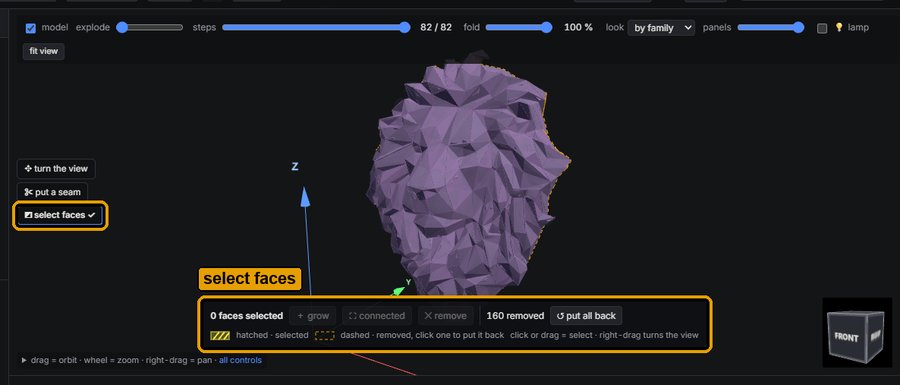 model explode steps 82 / 82 fold 100 % look by family panels lamp
fit view
Z
turn the view
put a seam
select faces ✓
select faces
Y
0 faces selected + grow connected remove 160 removed ↺ put all back
hatched · selected dashed · removed, click one to put it back click or drag = select · right-drag turns the view
FRONT
▶ drag = orbit · wheel = zoom · right-drag = pan · all controls